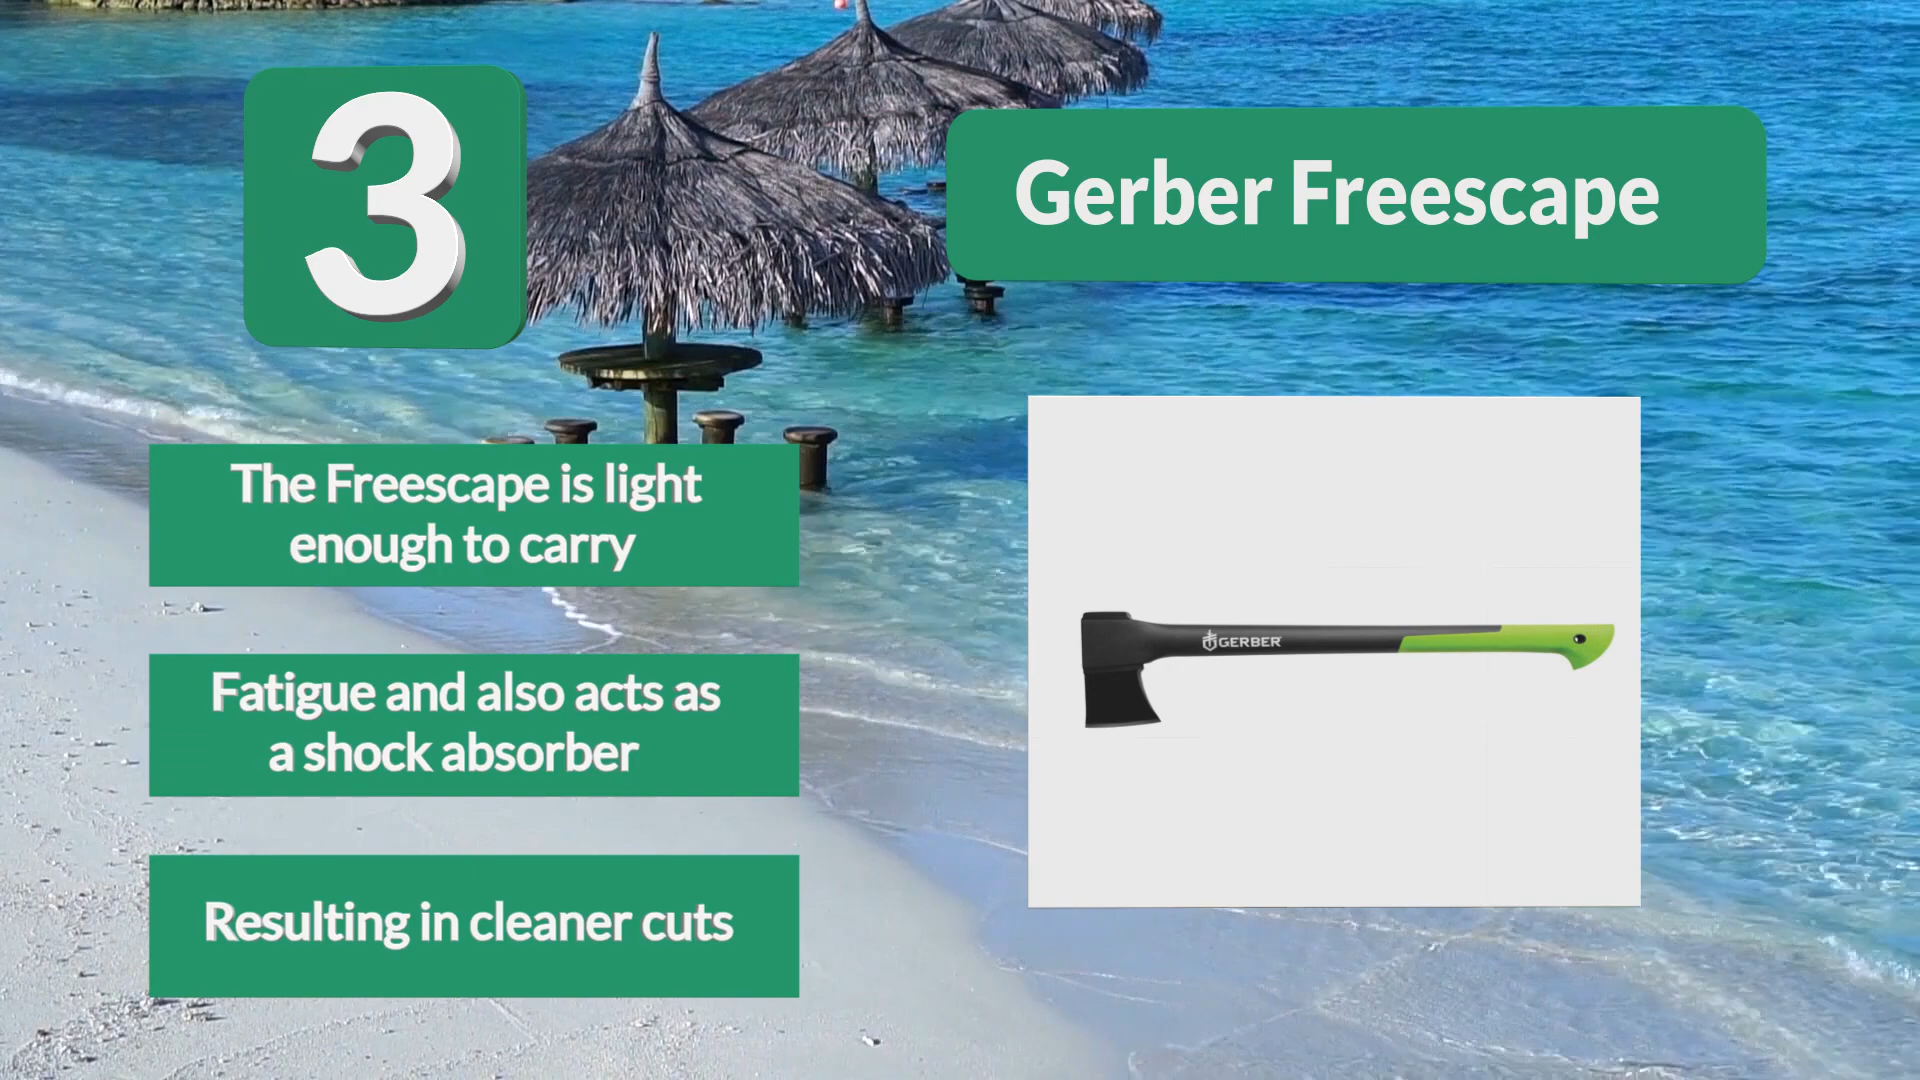 3
Gerber Freescape
The Freescape is light
enough to carry
Fatigue and also acts as
a shock absorber
Resulting in cleaner cuts
GERBER